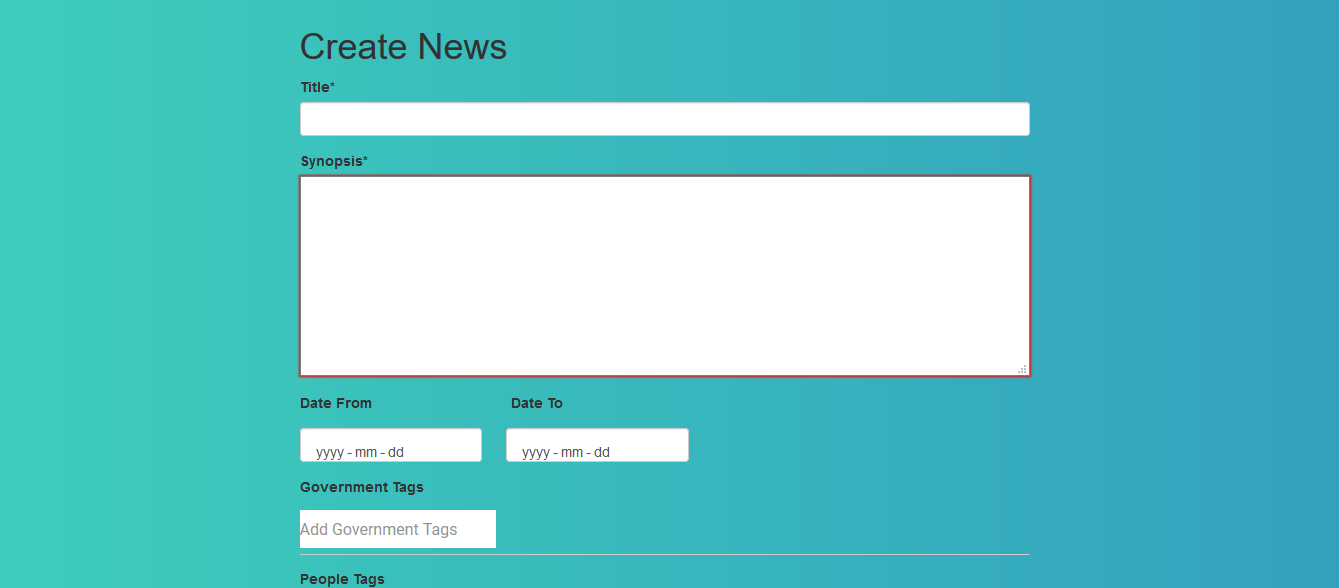 Create News
Title*
Synopsis*
Date From Date To
yyyy - mm - dd yyyy - mm - dd
Government Tags
Add Government Tags
People Tags